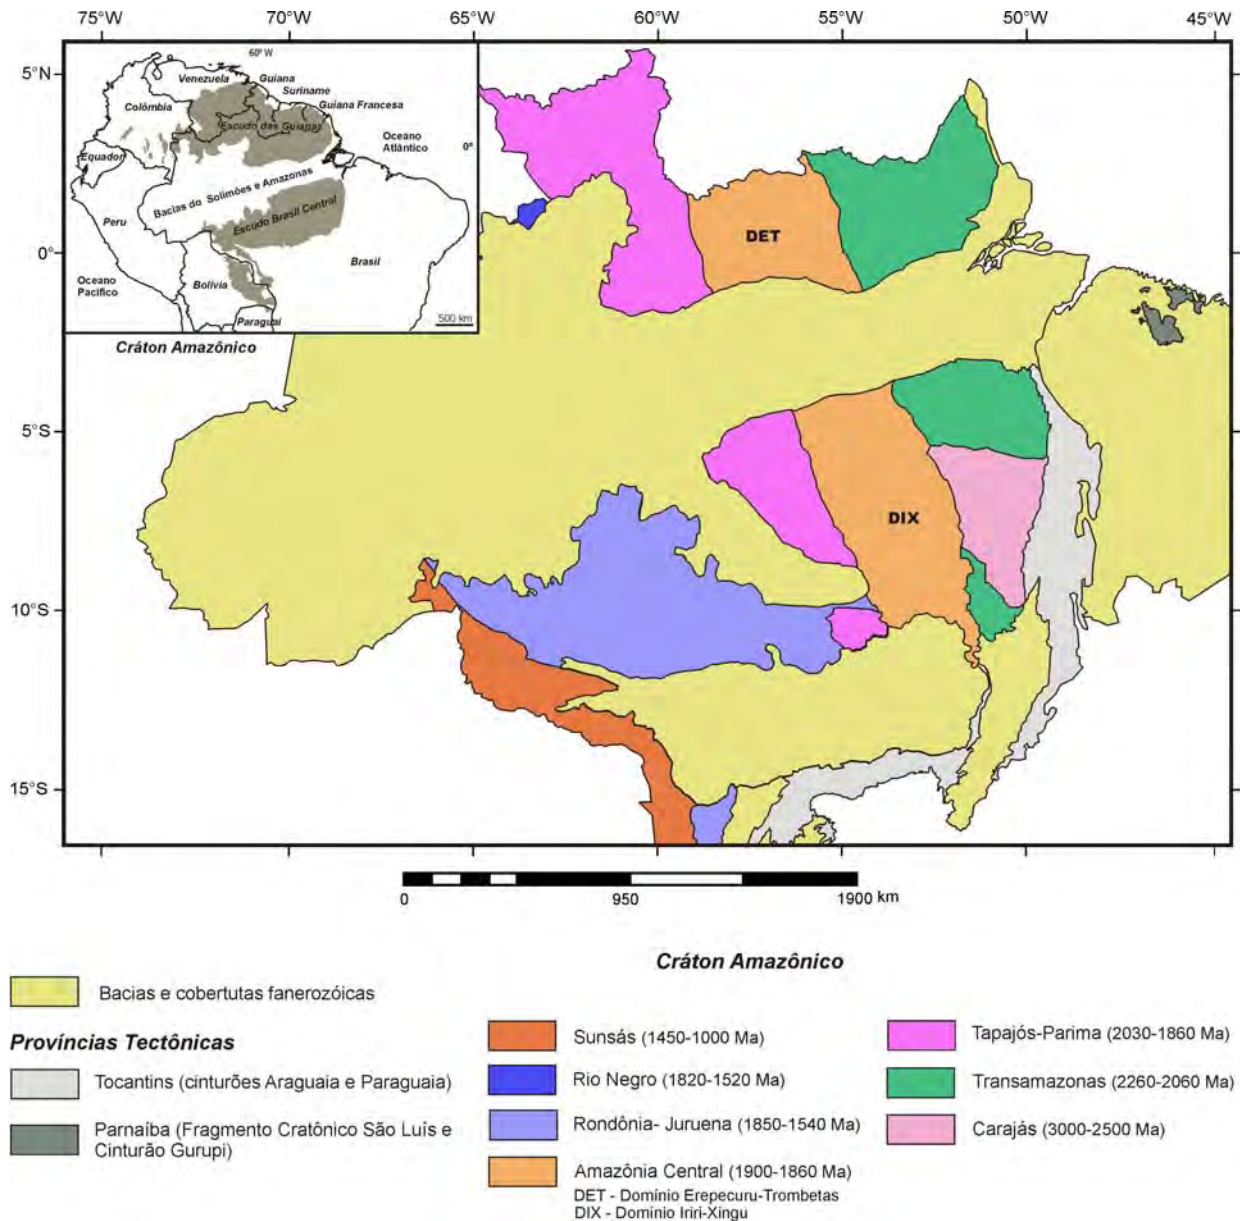 75°W 70°W 65°W 60°W 55°W 50°W 45°W
60º W
Venezuela
Guiana
Suriname
Guiana Francesa
Colômbia
Escudo das Guianas
Oceano
Atlântico
0º
Equador
Bacias do Solimões e Amazonas
Peru
Escudo Brasil Central
Brasil
Bolívia
Oceano
Pacífico
Paraguai
500 km
Cráton Amazônico
5°N
0°
5°S
10°S
15°S
DET
DIX
0 950 1900 km
Cráton Amazônico
Bacias e cobertutas fanerozóicas
Províncias Tectônicas
Tocantins (cinturões Araguaia e Paraguaia)
Parnaíba (Fragmento Cratônico São Luís e
Cinturão Gurupi)
Sunsás (1450-1000 Ma)
Rio Negro (1820-1520 Ma)
Rondônia- Juruena (1850-1540 Ma)
Amazônia Central (1900-1860 Ma)
DET - Domínio Erepecuru-Trombetas
DIX - Domínio Iriri-Xingu
Tapajós-Parima (2030-1860 Ma)
Transamazonas (2260-2060 Ma)
Carajás (3000-2500 Ma)